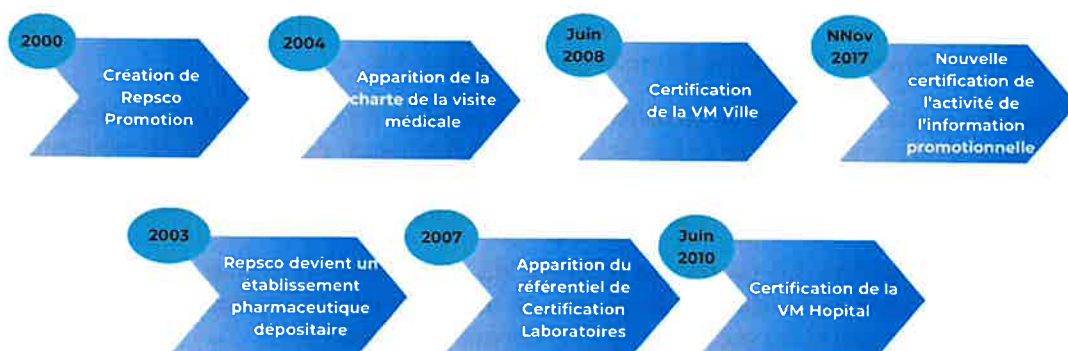 2000
Création de
Repsco
Promotion
2004
Apparition de la
charte de la visite
médicale
Juin
2008
Certification
de la VM Ville
NNov
2017
Nouvelle
certification de
l'activité de
l'information
promotionnelle
2003
Repsco devient un
établissement
pharmaceutique
dépositaire
2007
Apparition du
référentiel de
Certification
Laboratoires
Juin
2010
Certification de la
VM Hopital